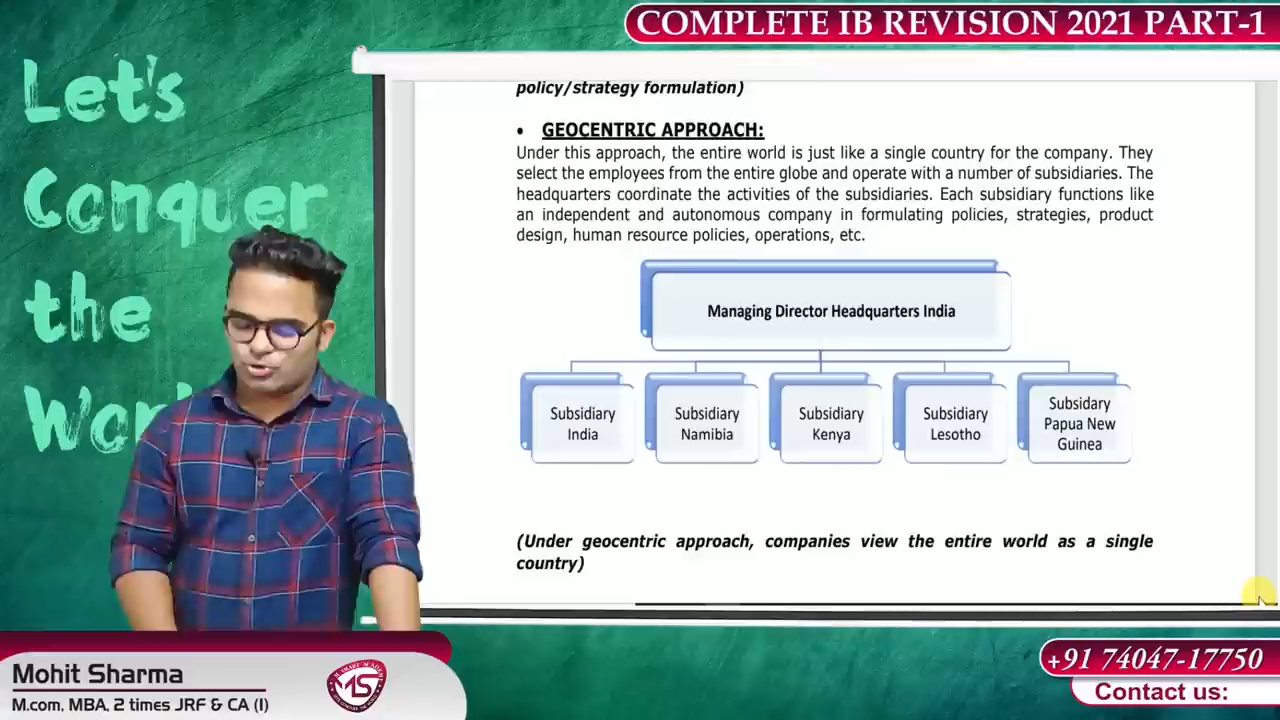 COMPLETE IB REVISION 2021 PART-1
Let's
Conquer
the
policy/strategy formulation)
• GEOCENTRIC APPROACH:
Under this approach, the entire world is just like a single country for the company. They
select the employees from the entire globe and operate with a number of subsidiaries. The
headquarters coordinate the activities of the subsidiaries. Each subsidiary functions like
an independent and autonomous company in formulating policies, strategies, product
design, human resource policies, operations, etc.
Managing Director Headquarters India
Subsidiary
India
Subsidiary
Namibia
Subsidiary
Kenya
Subsidiary
Lesotho
Subsidary
Papua New
Guinea
(Under geocentric approach, companies view the entire world as a single
country)
Mohit Sharma
M.com, MBA, 2 times JRF & CA (I)
MS
+91 74047-17750
Contact us: